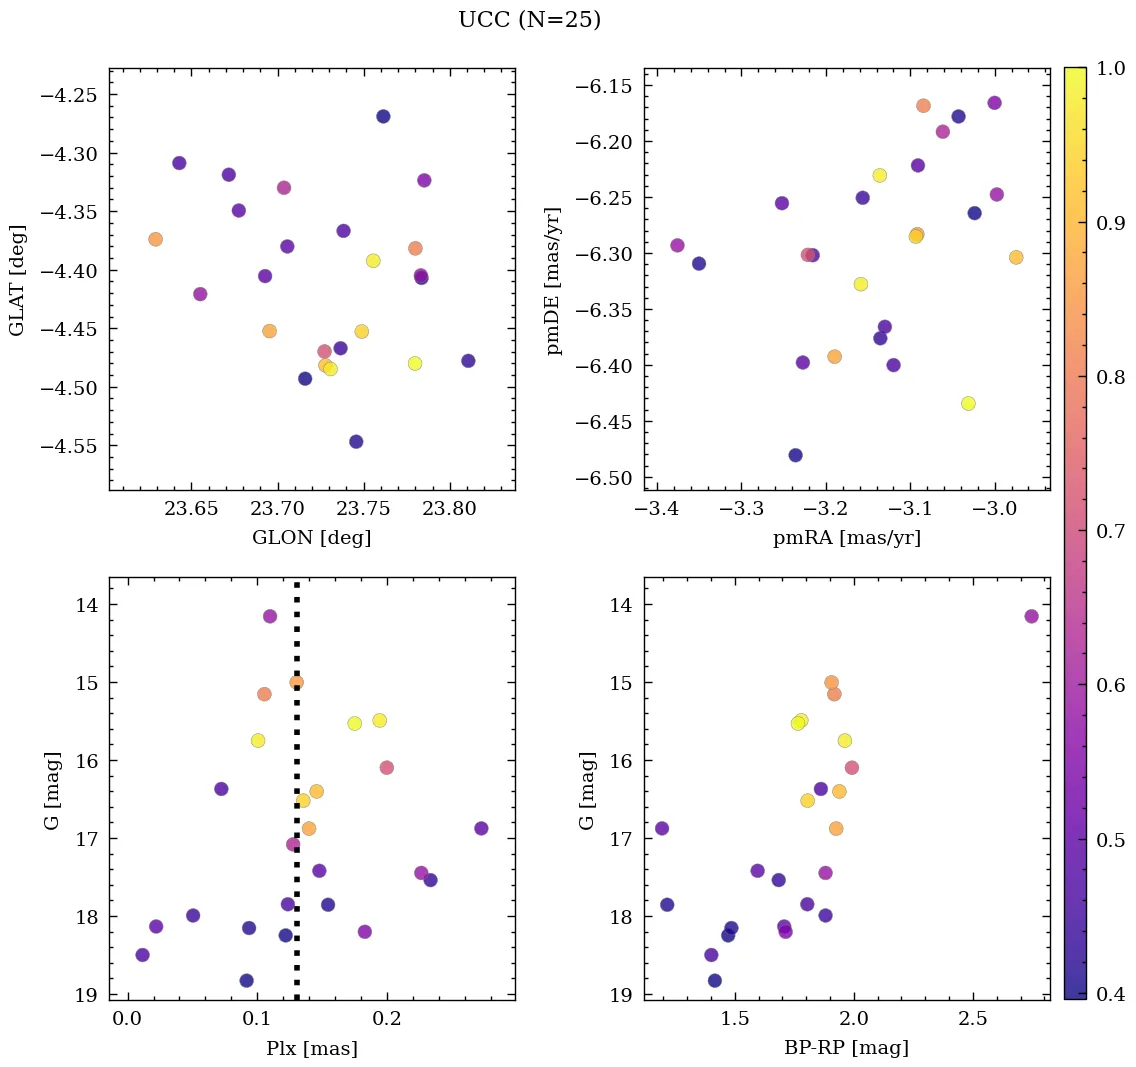 UCC (N=25)
−4.25
−4.30
−4.35
−4.40
−4.45
−4.50
−4.55
GLAT [deg]
23.65 23.70 23.75 23.80
GLON [deg]
−6.15
−6.20
−6.25
−6.30
−6.35
−6.40
−6.45
−6.50
pmDE [mas/yr]
−3.4 −3.3 −3.2 −3.1 −3.0
pmRA [mas/yr]
14
15
16
17
18
19
G [mag]
0.0 0.1 0.2
Plx [mas]
14
15
16
17
18
19
G [mag]
1.5 2.0 2.5
BP-RP [mag]
1.0
0.9
0.8
0.7
0.6
0.5
0.4